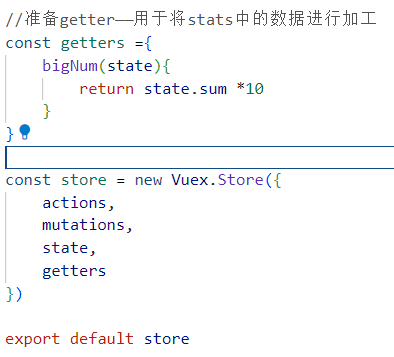 //准备getter——用于将stats中的数据进行加工
const getters ={
    bigNum(state){
        return state.sum *10
    }
}
const store = new Vuex.Store({
    actions,
    mutations,
    state,
    getters
})
export default store